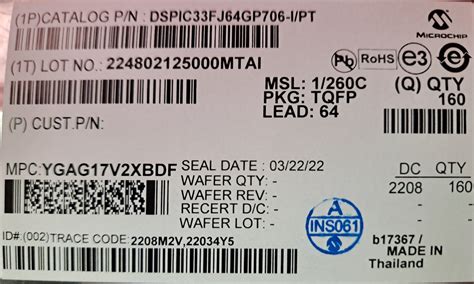 (1P)CATALOG P/N: DSPIC33FJ64GP706-I/PT
MICROCHIP
(1T) LOT NO.: 224802125000MTAI
Pb RoHS e3 e
MSL: 1/260C (Q) QTY
PKG: TQFP 160
LEAD: 64
(P) CUST.P/N:
MPC:YGAG17V2XBDF SEAL DATE : 03/22/22 DC QTY
WAFER QTY: - 2208 160
WAFER REV: -
RECERT D/C: -
WAFER LOT: -
A
INS061
ID#:(002)TRACE CODE: 2208M2V,22034Y5
b17367 / MADE IN
Thailand